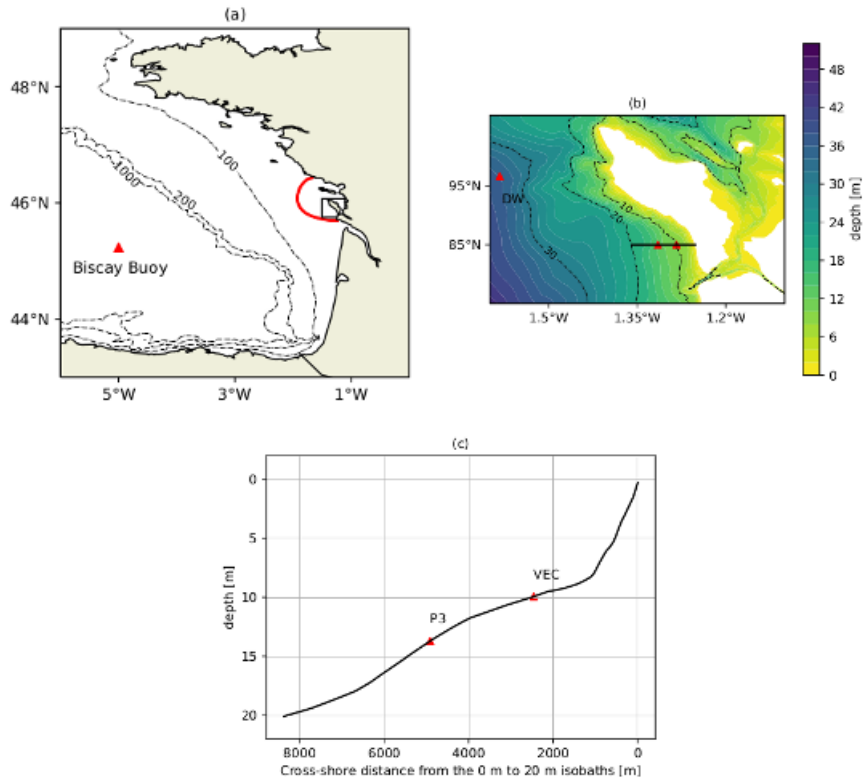 (a)
48°N
46°N
44°N
5°W
3°W
1°W
100
1000
200
Biscay Buoy
(b)
95°N
85°N
1.5°W
1.35°W
1.2°W
DW
10
20
30
48
42
36
30
24
18
12
6
0
depth [m]
(c)
0
5
10
15
20
depth [m]
VEC
P3
8000
6000
4000
2000
0
Cross-shore distance from the 0 m to 20 m isobaths [m]